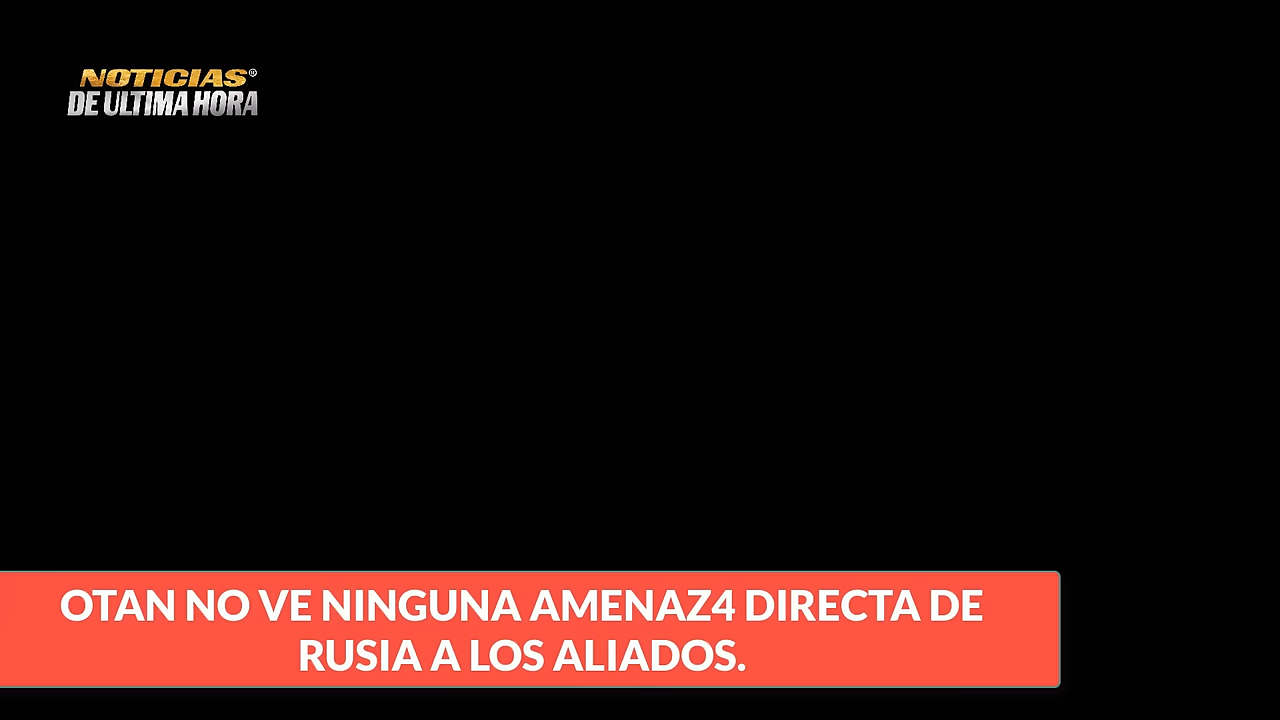 NOTICIAS®
DE ULTIMA HORA
OTAN NO VE NINGUNA AMENAZ4 DIRECTA DE
RUSIA A LOS ALIADOS.